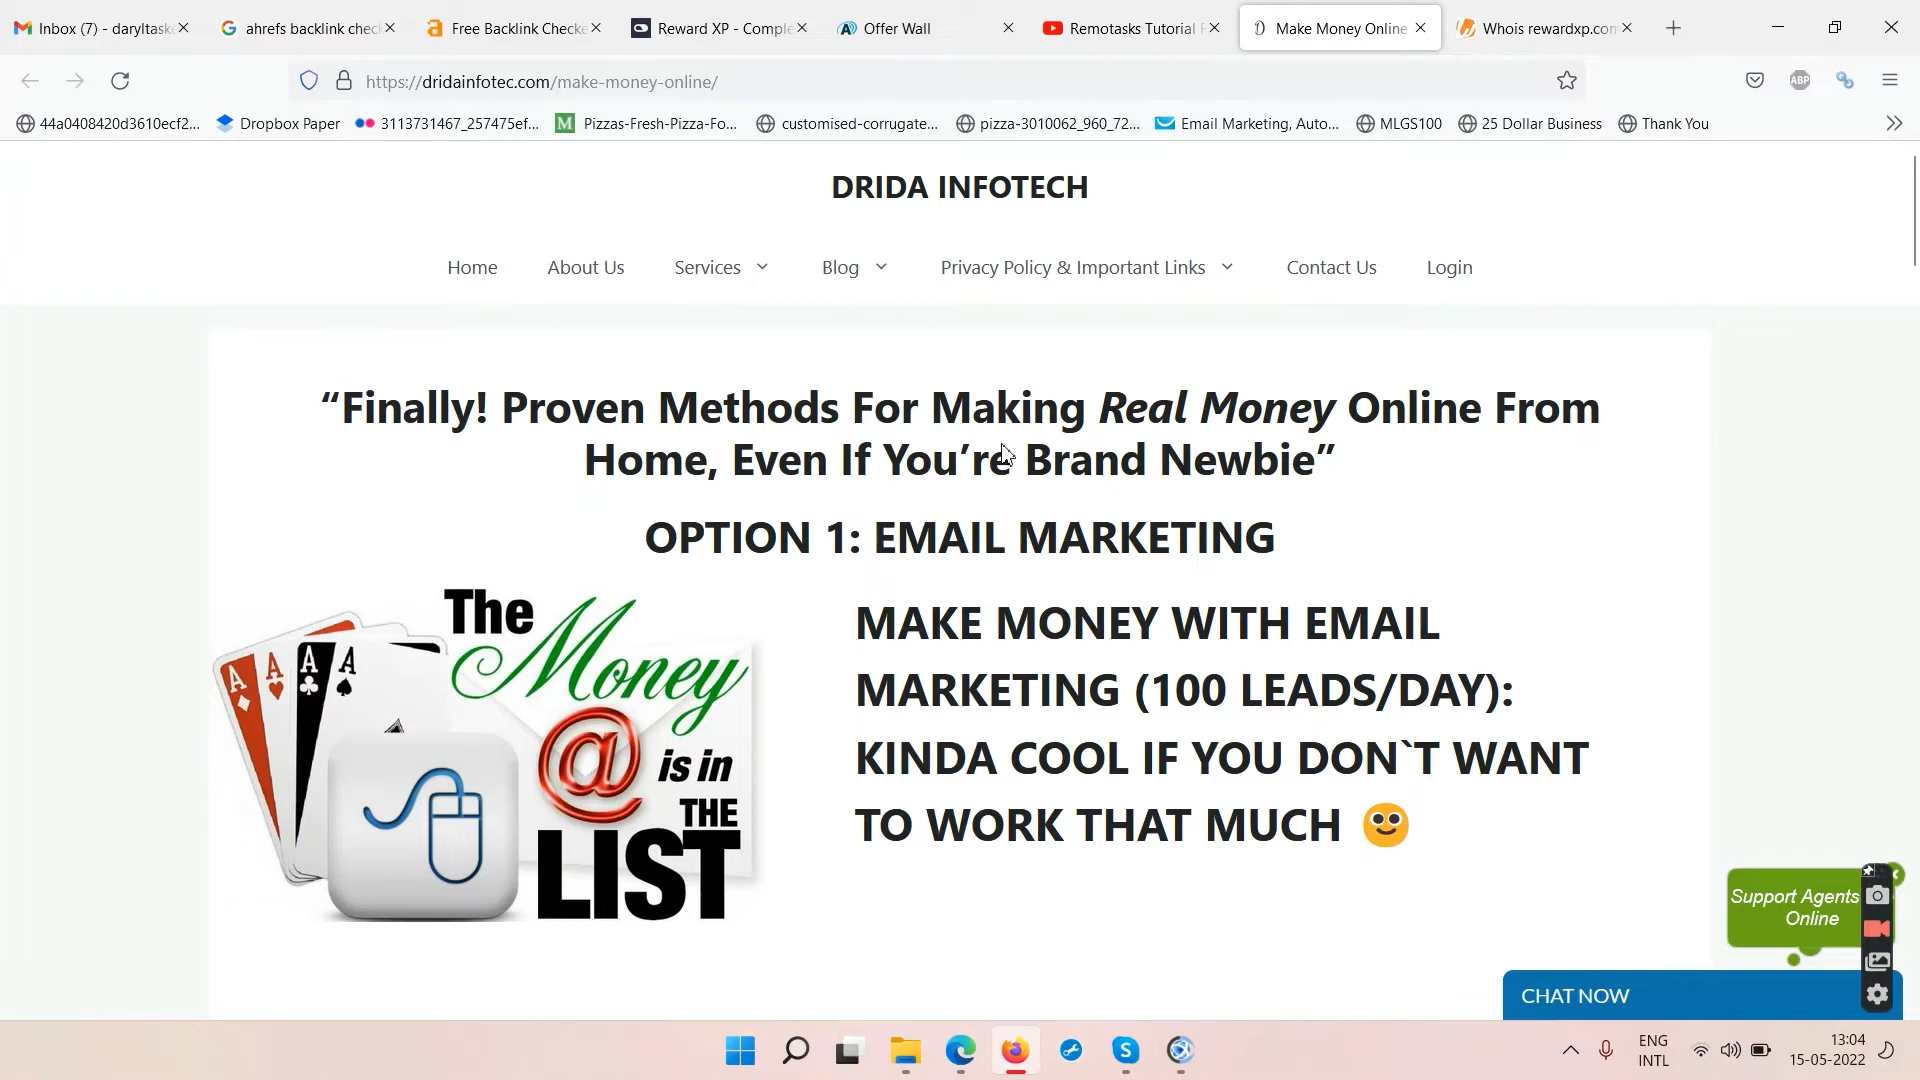 Inbox (7) - daryltaske
ahrefs backlink chec
Free Backlink Checke
Reward XP - Comple
Offer Wall
Remotasks Tutorial
Make Money Online
Whois rewardxp.com
https://dridainfotec.com/make-money-online/
ABP
44a0408420d3610ecf2...
Dropbox Paper
3113731467_257475ef...
M Pizzas-Fresh-Pizza-Fo...
customised-corrugate...
pizza-3010062_960_72...
Email Marketing, Auto...
MLGS100
25 Dollar Business
Thank You
DRIDA INFOTECH
Home
About Us
Services
Blog
Privacy Policy & Important Links
Contact Us
Login
“Finally! Proven Methods For Making Real Money Online From
Home, Even If You’re Brand Newbie”
OPTION 1: EMAIL MARKETING
A A A A
The
Money
@ is in
THE
LIST
MAKE MONEY WITH EMAIL
MARKETING (100 LEADS/DAY):
KINDA COOL IF YOU DON`T WANT
TO WORK THAT MUCH
Support Agents
Online
CHAT NOW
ENG
INTL
13:04
15-05-2022